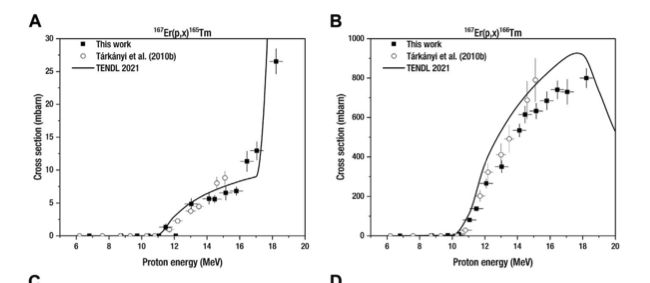 A
¹⁶⁷Er(p,x)¹⁶⁵Tm
30
25
20
15
10
5
0
Cross section (mbarn)
This work
Tárkányi et al. (2010b)
TENDL 2021
6 8 10 12 14 16 18 20
Proton energy (MeV)
B
¹⁶⁷Er(p,x)¹⁶⁶Tm
1000
800
600
400
200
0
Cross section (mbarn)
This work
Tárkányi et al. (2010b)
TENDL 2021
6 8 10 12 14 16 18 20
Proton energy (MeV)
C
D